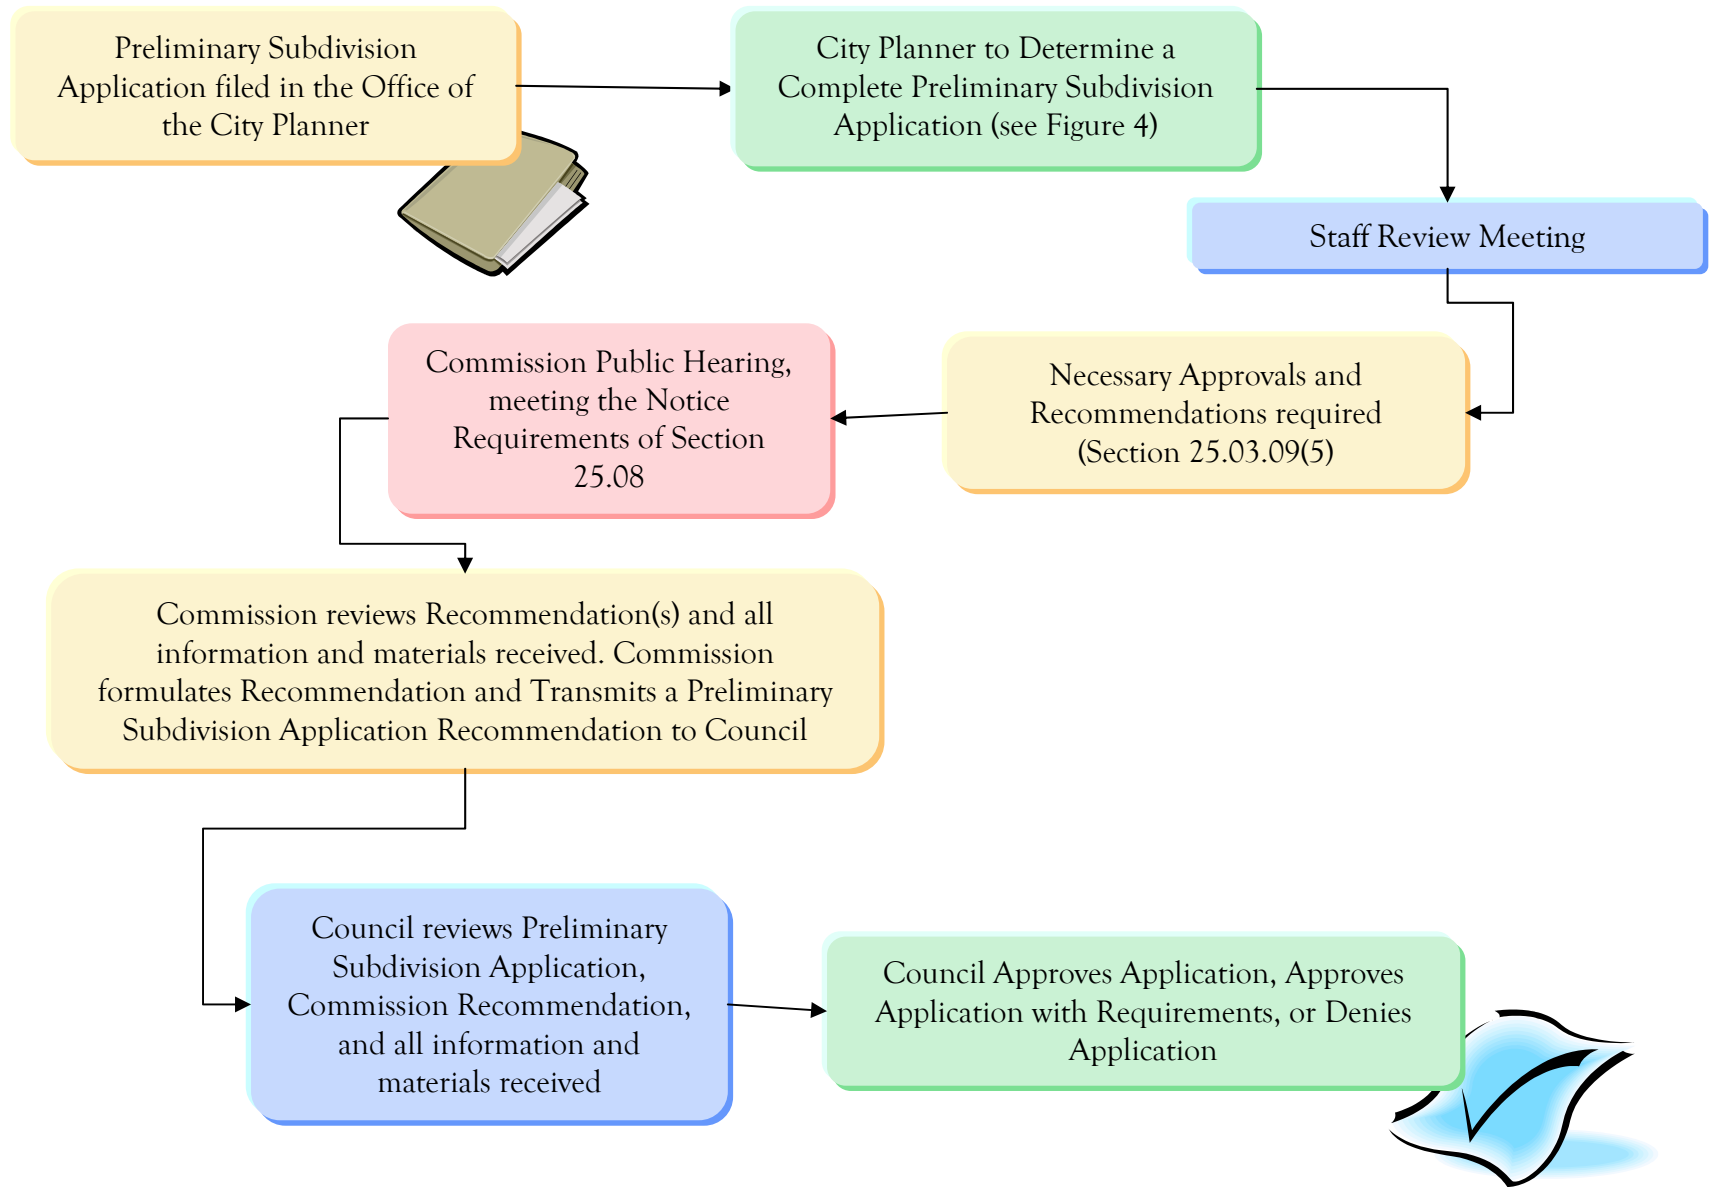 Preliminary Subdivision
Application filed in the Office of
the City Planner
City Planner to Determine a
Complete Preliminary Subdivision
Application (see Figure 4)
Staff Review Meeting
Necessary Approvals and
Recommendations required
(Section 25.03.09(5)
Commission Public Hearing,
meeting the Notice
Requirements of Section
25.08
Commission reviews Recommendation(s) and all
information and materials received. Commission
formulates Recommendation and Transmits a Preliminary
Subdivision Application Recommendation to Council
Council reviews Preliminary
Subdivision Application,
Commission Recommendation,
and all information and
materials received
Council Approves Application, Approves
Application with Requirements, or Denies
Application